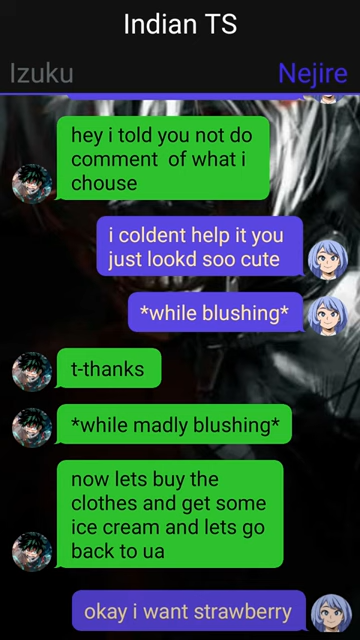 Indian TS
Izuku
Nejire
hey i told you not do
comment of what i
chouse
i coldent help it you
just lookd soo cute
*while blushing*
t-thanks
*while madly blushing*
now lets buy the
clothes and get some
ice cream and lets go
back to ua
okay i want strawberry